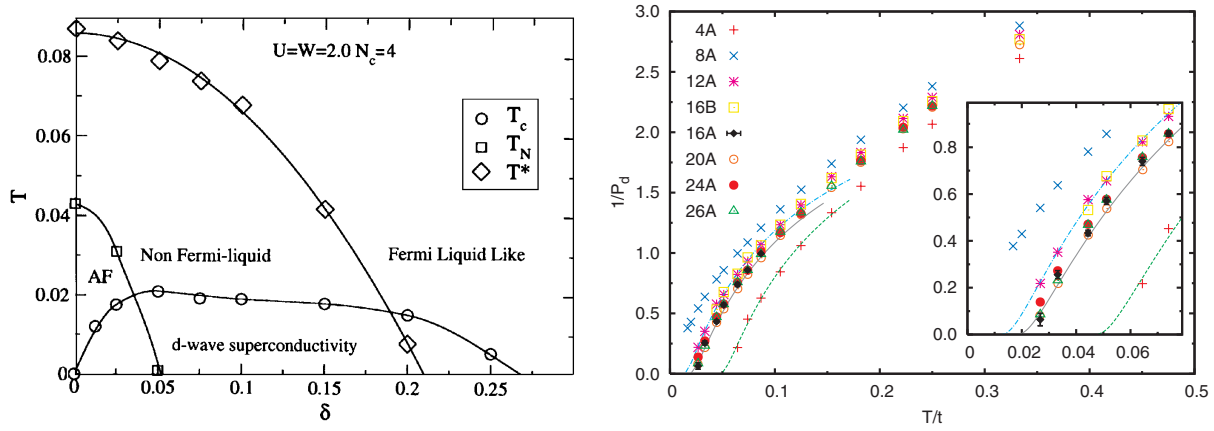 U=W=2.0 N_c=4
T_c
T_N
T*
Fermi Liquid Like
Non Fermi-liquid
AF
d-wave superconductivity
T
0.08
0.06
0.04
0.02
0
0
0.05
0.1
0.15
0.2
0.25
δ
4A
8A
12A
16B
16A
20A
24A
26A
1/P_d
3.0
2.5
2.0
1.5
1.0
0.5
0.0
0.0
0.1
0.2
0.3
0.4
0.5
T/t
0.8
0.6
0.4
0.2
0.0
0.00
0.02
0.04
0.06